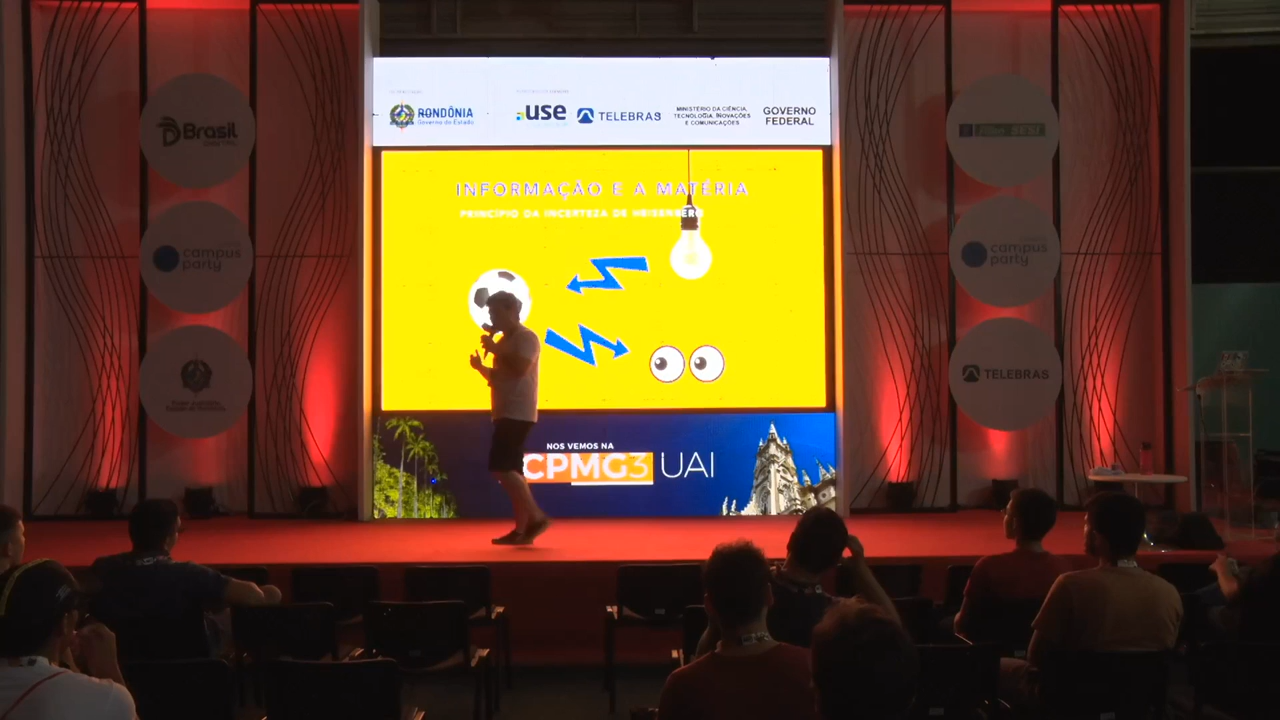 RONDÔNIA
Governo do Estado
use
TELEBRAS
MINISTÉRIO DA CIÊNCIA,
TECNOLOGIA, INOVAÇÕES
E COMUNICAÇÕES
GOVERNO
FEDERAL
INFORMAÇÃO E A MATÉRIA
PRINCÍPIO DA INCERTEZA DE HEISENBERG
NOS VEMOS NA
CPMG3 UAI
Brasil
DIGITAL
campus
party
campus
party
TELEBRAS